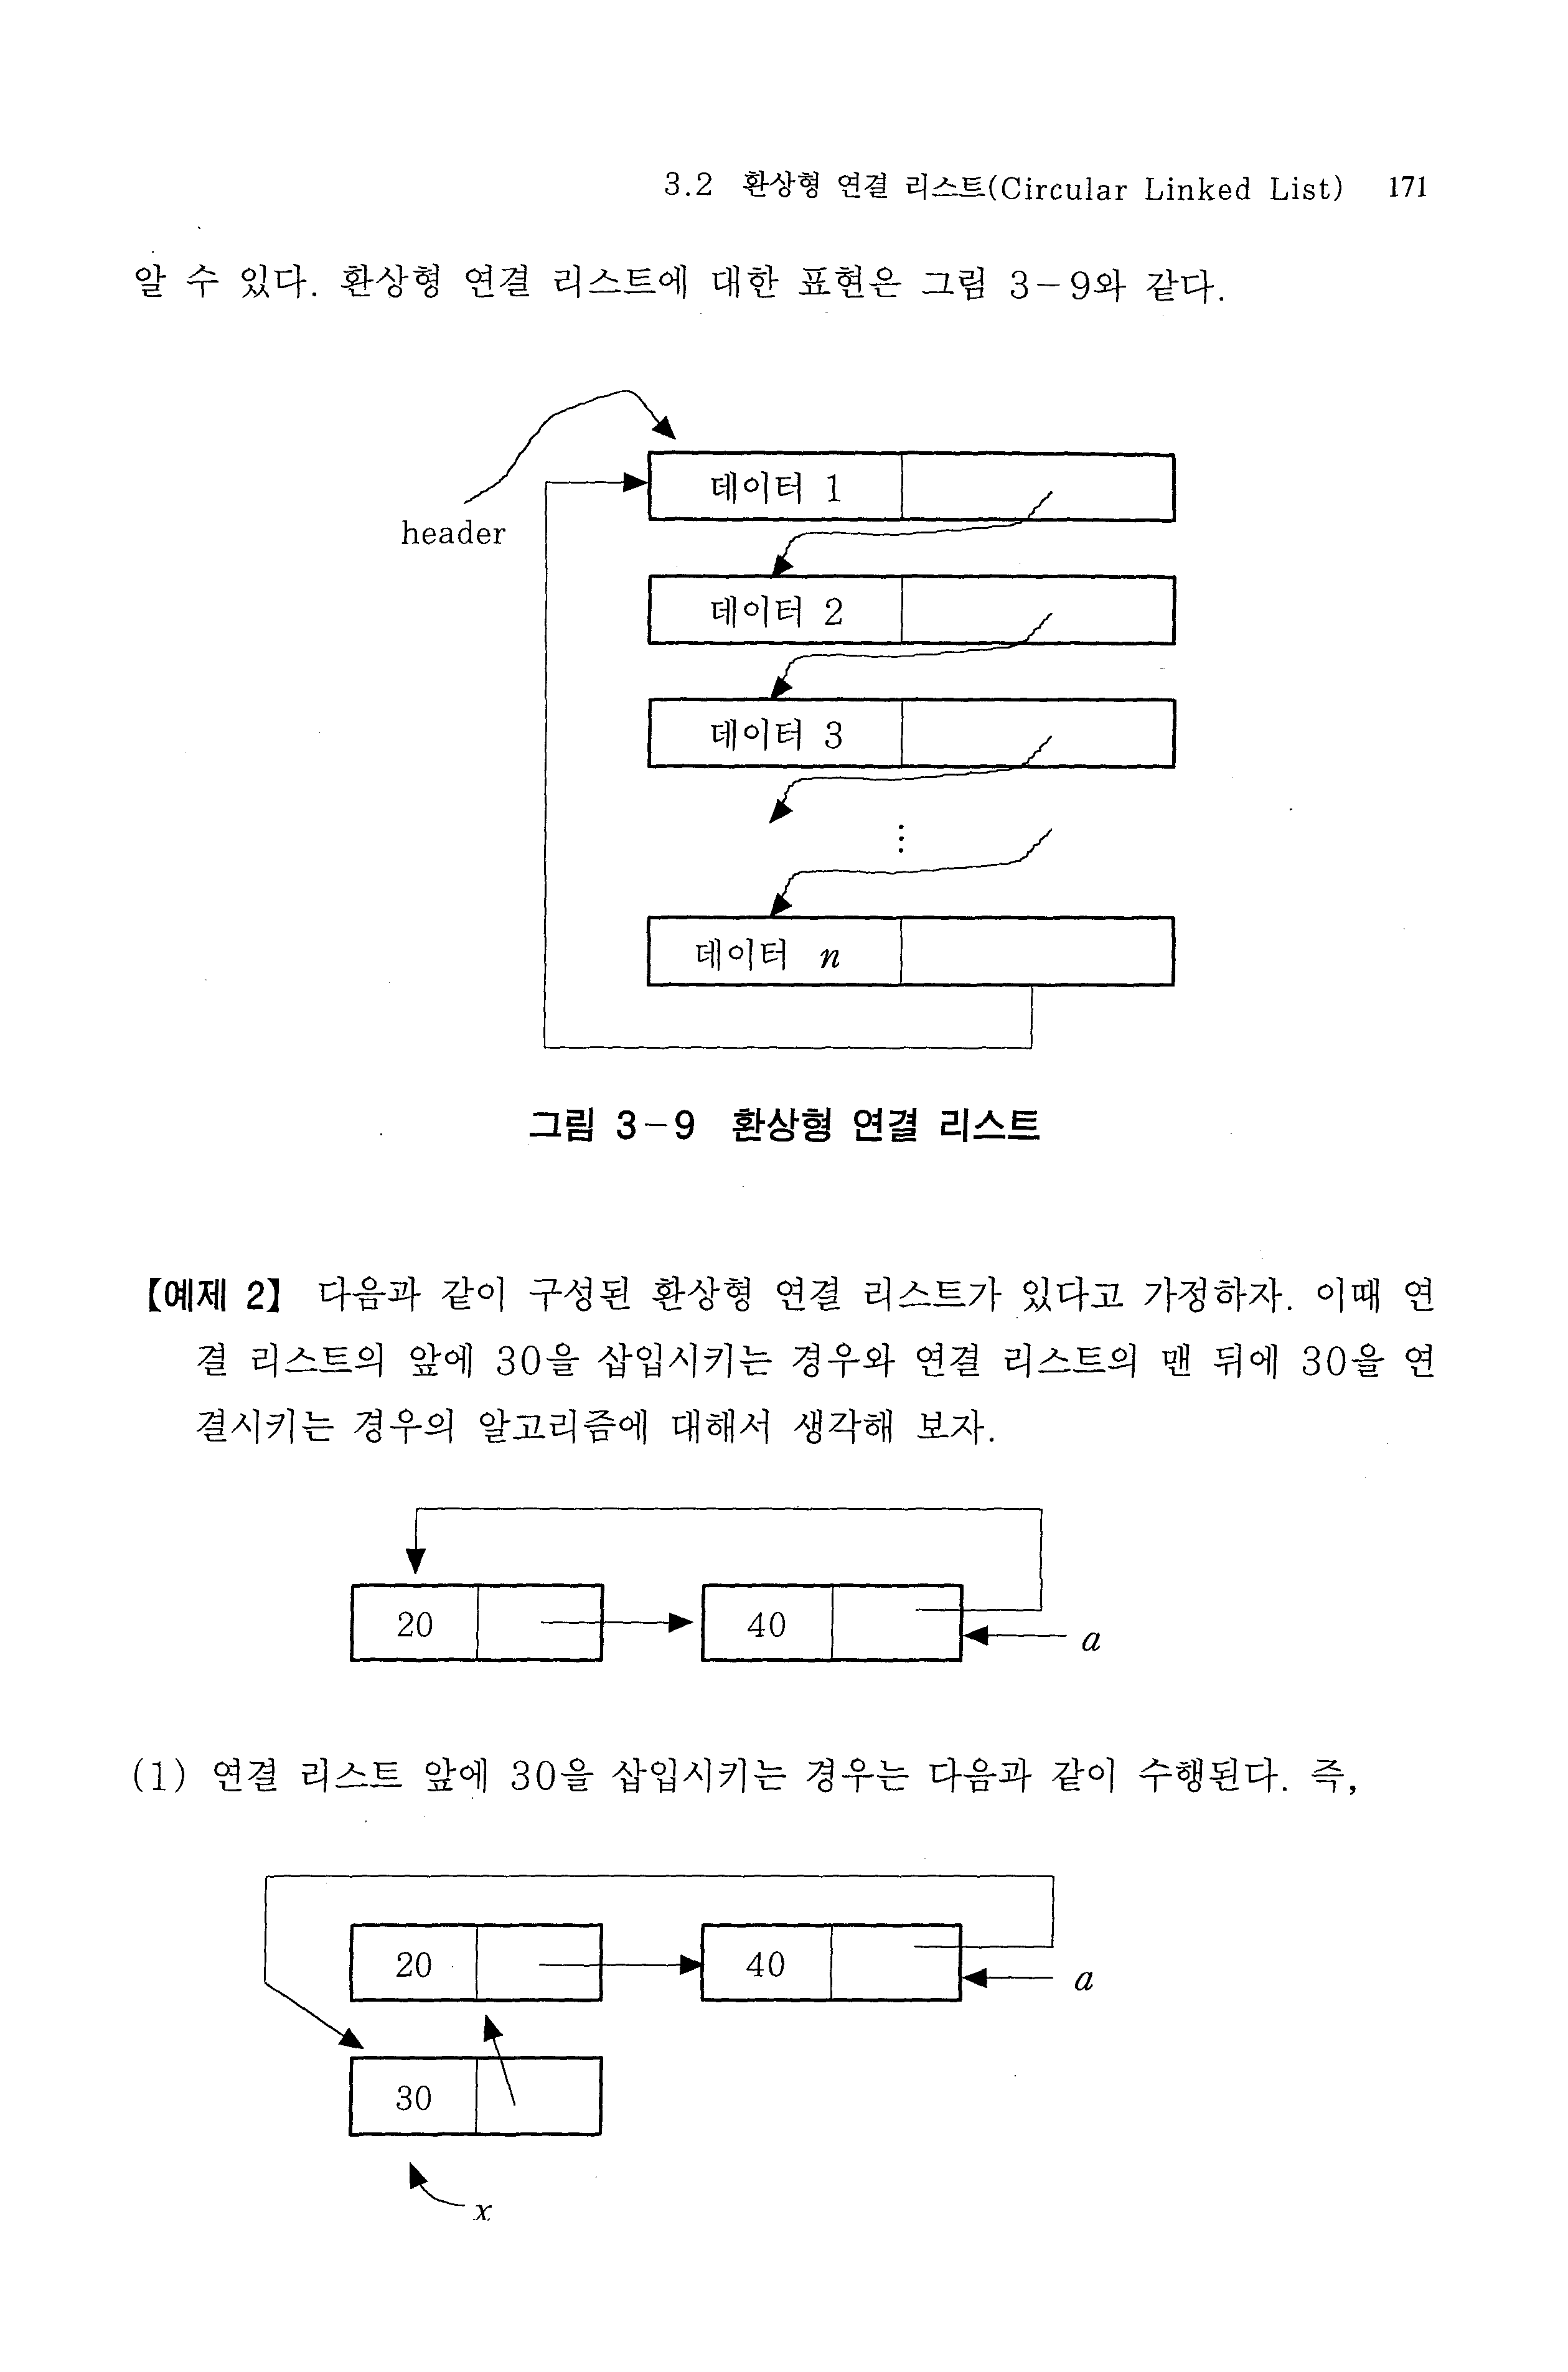 3.2 환상형 연결 리스트(Circular Linked List) 171
알 수 있다. 환상형 연결 리스트에 대한 표현은 그림 3-9와 같다.
데이터 1
header
데이터 2
데이터 3
⋮
데이터 n
그림 3-9 환상형 연결 리스트
【예제 2】 다음과 같이 구성된 환상형 연결 리스트가 있다고 가정하자. 이때 연
결 리스트의 앞에 30을 삽입시키는 경우와 연결 리스트의 맨 뒤에 30을 연
결시키는 경우의 알고리즘에 대해서 생각해 보자.
20 40 a
(1) 연결 리스트 앞에 30을 삽입시키는 경우는 다음과 같이 수행된다. 즉,
20 40 a
30
x